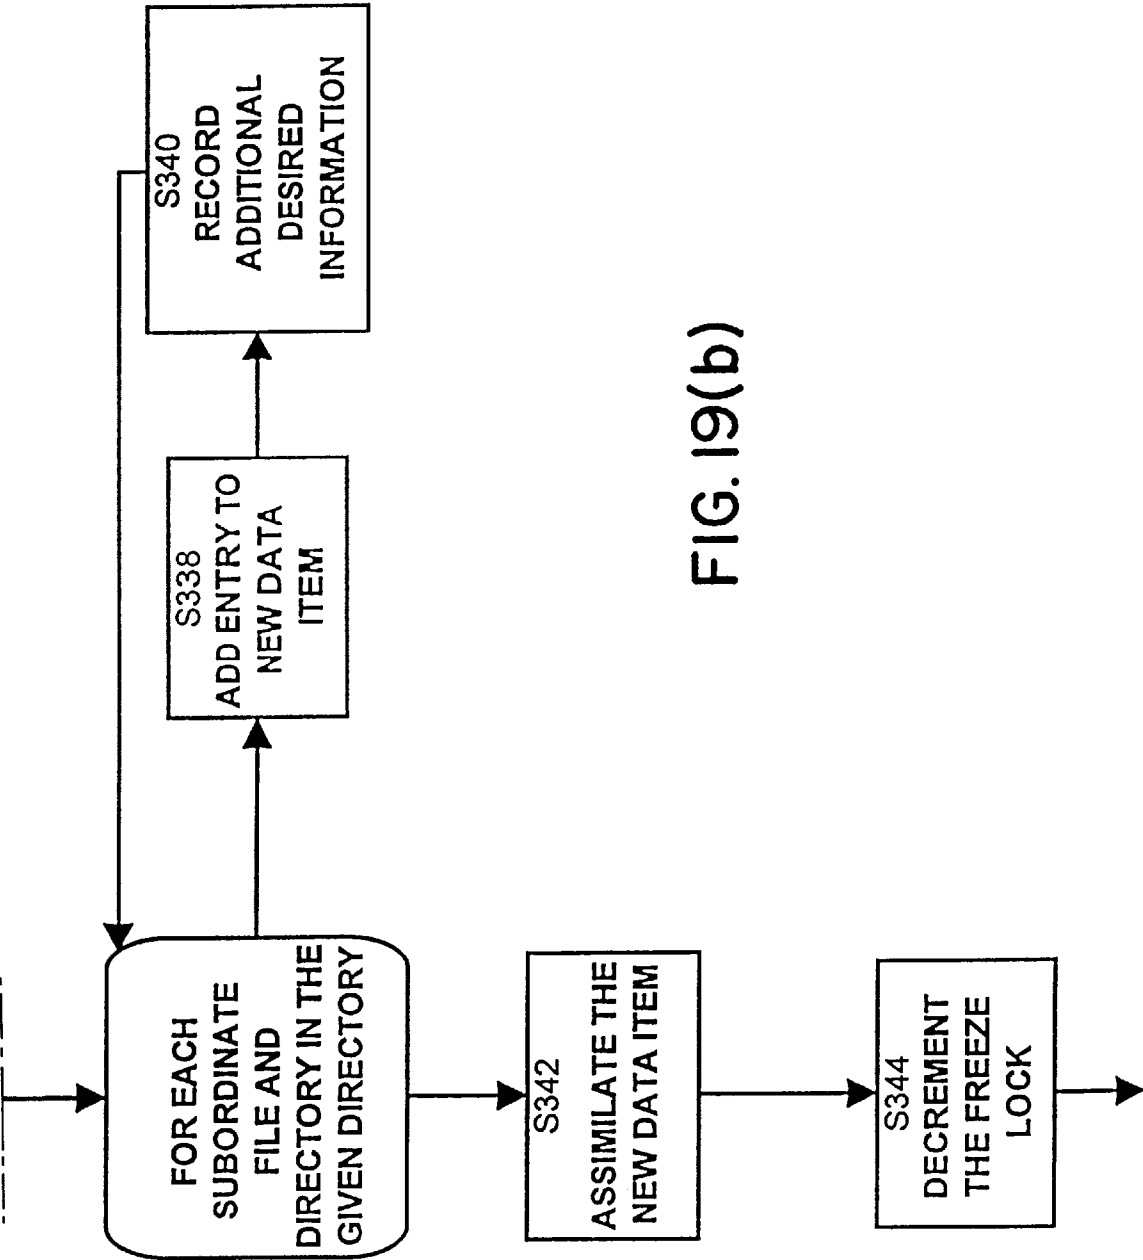 FOR EACH
SUBORDINATE
FILE AND
DIRECTORY IN THE
GIVEN DIRECTORY
S338
ADD ENTRY TO
NEW DATA
ITEM
S340
RECORD
ADDITIONAL
DESIRED
INFORMATION
S342
ASSIMILATE THE
NEW DATA ITEM
S344
DECREMENT
THE FREEZE
LOCK
FIG. 19(b)